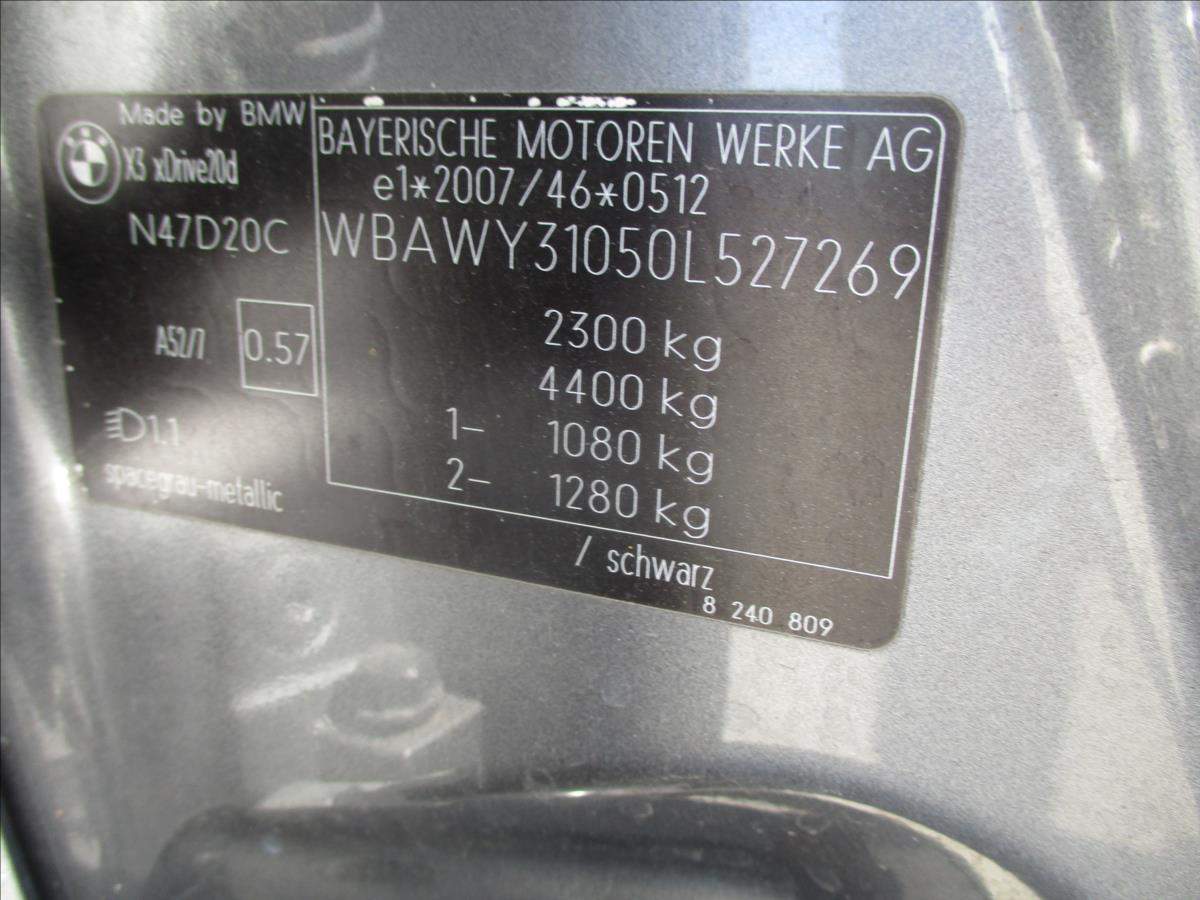 Made by BMW
X3 xDrive20d
N47D20C
A52/7 0.57
1.1
spacegrau-metallic
BAYERISCHE MOTOREN WERKE AG
e1*2007/46*0512
WBAWY31050L527269
2300 kg
4400 kg
1- 1080 kg
2- 1280 kg
/ schwarz
8 240 809